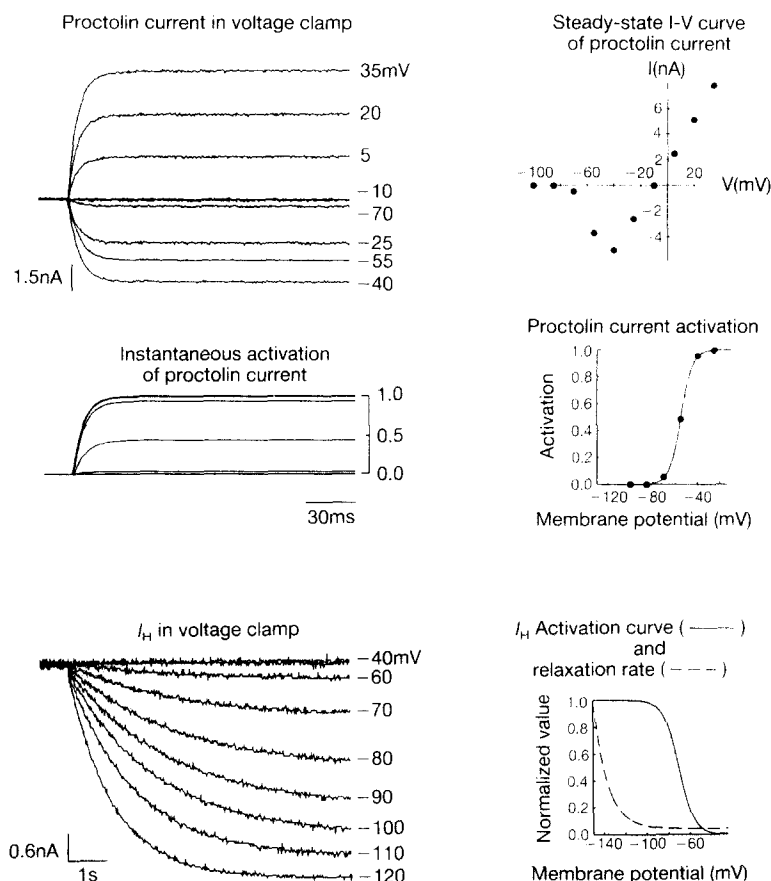 Proctolin current in voltage clamp
35mV
20
5
−10
−70
−25
−55
−40
1.5nA
Steady-state I-V curve
of proctolin current
I(nA)
6
4
2
−100
−60
−20
20
V(mV)
−2
−4
Instantaneous activation
of proctolin current
1.0
0.5
0.0
30ms
Proctolin current activation
Activation
1.0
0.8
0.6
0.4
0.2
0.0
−120
−80
−40
Membrane potential (mV)
I_H in voltage clamp
−40mV
−60
−70
−80
−90
−100
−110
−120
0.6nA
1s
I_H Activation curve ( —— )
and
relaxation rate ( — — — )
Normalized value
1.0
0.8
0.6
0.4
0.2
0.0
−140
−100
−60
Membrane potential (mV)